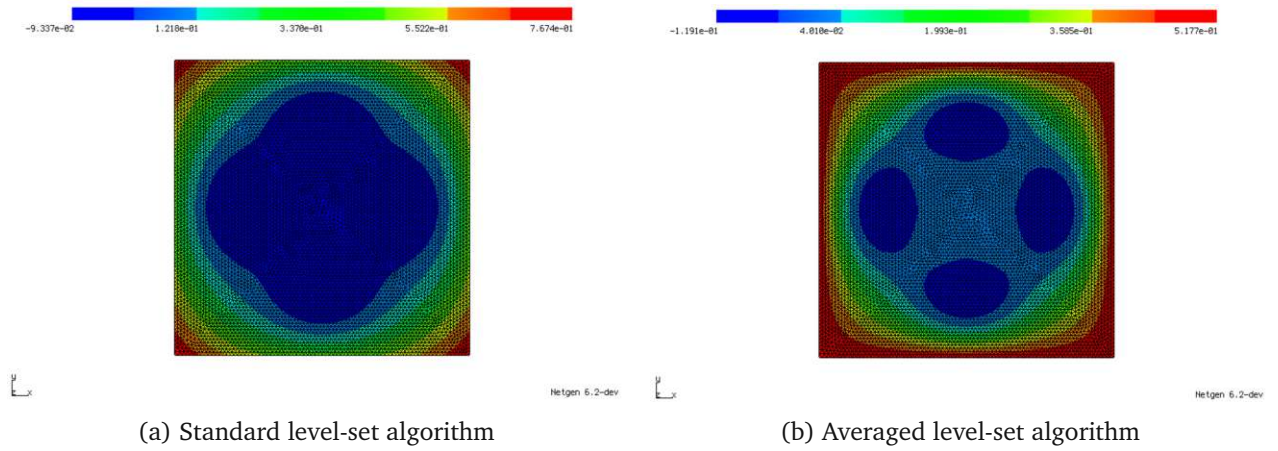 -9.337e-02 1.218e-01 3.370e-01 5.522e-01 7.674e-01
-1.191e-01 4.010e-02 1.993e-01 3.585e-01 5.177e-01
y
z x
Netgen 6.2-dev
y
z x
Netgen 6.2-dev
(a) Standard level-set algorithm
(b) Averaged level-set algorithm